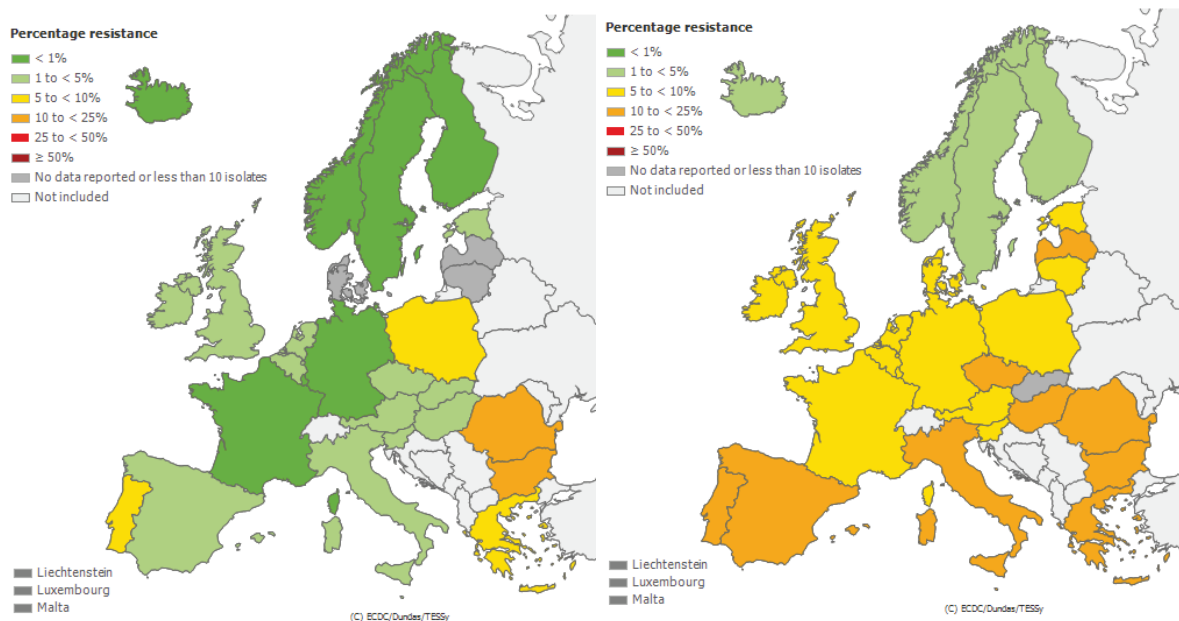 Percentage resistance
< 1%
1 to < 5%
5 to < 10%
10 to < 25%
25 to < 50%
≥ 50%
No data reported or less than 10 isolates
Not included
Liechtenstein
Luxembourg
Malta
(C) ECDC/Dundas/TESSy
Percentage resistance
< 1%
1 to < 5%
5 to < 10%
10 to < 25%
25 to < 50%
≥ 50%
No data reported or less than 10 isolates
Not included
Liechtenstein
Luxembourg
Malta
(C) ECDC/Dundas/TESSy